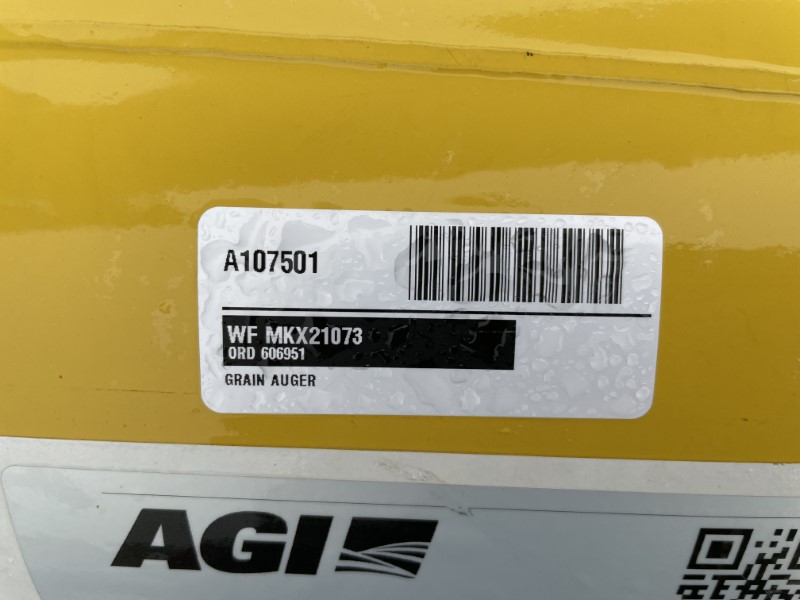 A107501
WF MKX21073
ORD 606951
GRAIN AUGER
AGI